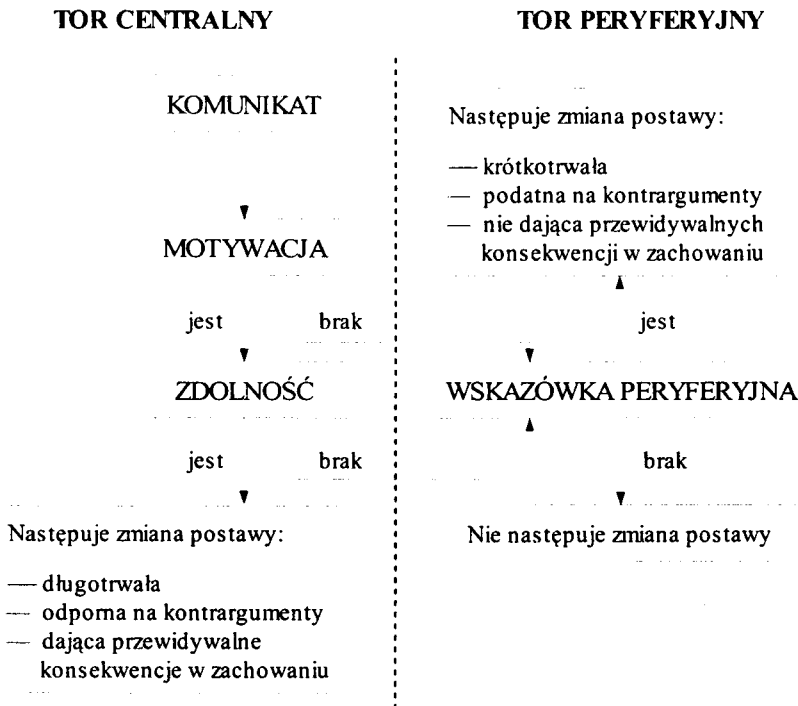 TOR CENTRALNY
KOMUNIKAT
MOTYWACJA
jest brak
ZDOLNOŚĆ
jest brak
Następuje zmiana postawy:
— długotrwała
— odporna na kontrargumenty
— dająca przewidywalne
konsekwencje w zachowaniu
TOR PERYFERYJNY
Następuje zmiana postawy:
— krótkotrwała
— podatna na kontrargumenty
— nie dająca przewidywalnych
konsekwencji w zachowaniu
jest
WSKAZÓWKA PERYFERYJNA
brak
Nie następuje zmiana postawy